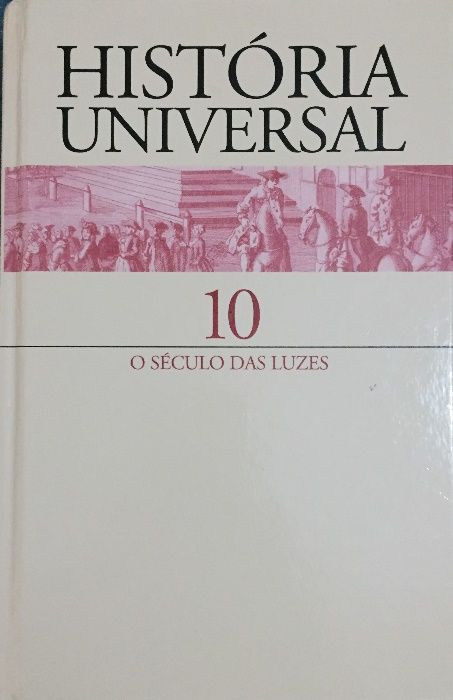 HISTÓRIA
UNIVERSAL
10
O SÉCULO DAS LUZES